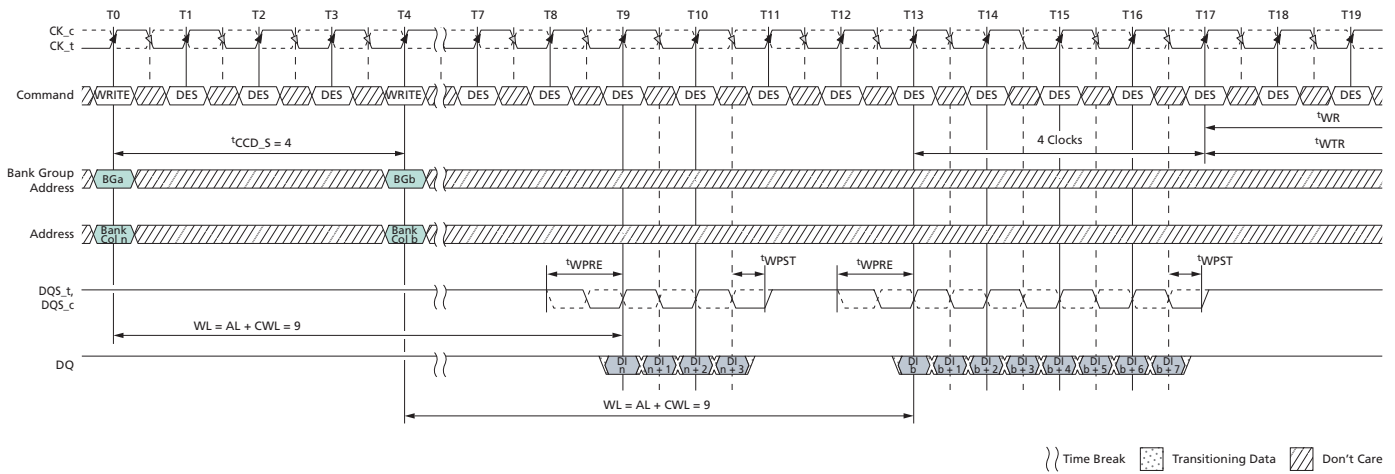 T0 T1 T2 T3 T4 T7 T8 T9 T10 T11 T12 T13 T14 T15 T16 T17 T18 T19
CK_c
CK_t
Command WRITE DES DES DES WRITE DES DES DES DES DES DES DES DES DES DES DES DES DES
tWR
tCCD_S = 4 4 Clocks
tWTR
Bank Group
Address BGa BGb
Address Bank
Col n Bank
Col b
tWPRE tWPST tWPRE tWPST
DQS_t,
DQS_c
WL = AL + CWL = 9
DQ DI
n DI
n + 1 DI
n + 2 DI
n + 3 DI
b DI
b + 1 DI
b + 2 DI
b + 3 DI
b + 4 DI
b + 5 DI
b + 6 DI
b + 7
WL = AL + CWL = 9
Time Break Transitioning Data Don't Care